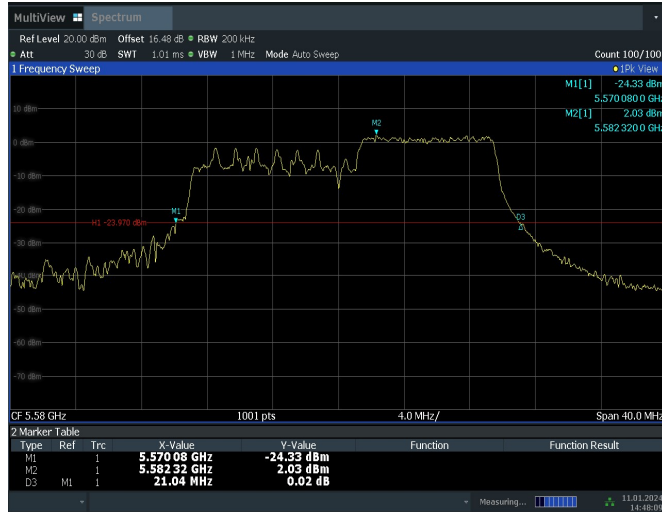 MultiView Spectrum
Ref Level 20.00 dBm Offset 16.48 dB RBW 200 kHz
Att 30 dB SWT 1.01 ms VBW 1 MHz Mode Auto Sweep Count 100/100
1 Frequency Sweep 1Pk View
M1[1] -24.33 dBm
5.570 080 0 GHz
M2[1] 2.03 dBm
5.582 320 0 GHz
10 dBm
M2
0 dBm
-10 dBm
-20 dBm
M1
D3
H1 -23.970 dBm
-30 dBm
-50 dBm
-60 dBm
-70 dBm
CF 5.58 GHz 1001 pts 4.0 MHz/ Span 40.0 MHz
2 Marker Table
Type Ref Trc X-Value Y-Value Function Function Result
M1 1 5.570 08 GHz -24.33 dBm
M2 1 5.582 32 GHz 2.03 dBm
D3 M1 1 21.04 MHz 0.02 dB
Measuring... 11.01.2024
14:48:09